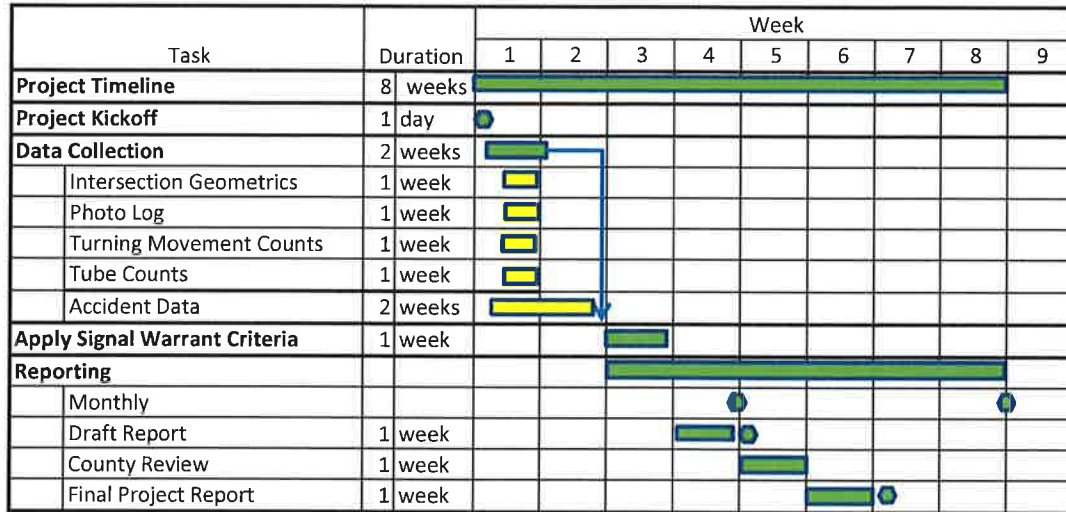 Week
Task Duration 1 2 3 4 5 6 7 8 9
Project Timeline 8 weeks
Project Kickoff 1 day
Data Collection 2 weeks
Intersection Geometrics 1 week
Photo Log 1 week
Turning Movement Counts 1 week
Tube Counts 1 week
Accident Data 2 weeks
Apply Signal Warrant Criteria 1 week
Reporting
Monthly
Draft Report 1 week
County Review 1 week
Final Project Report 1 week